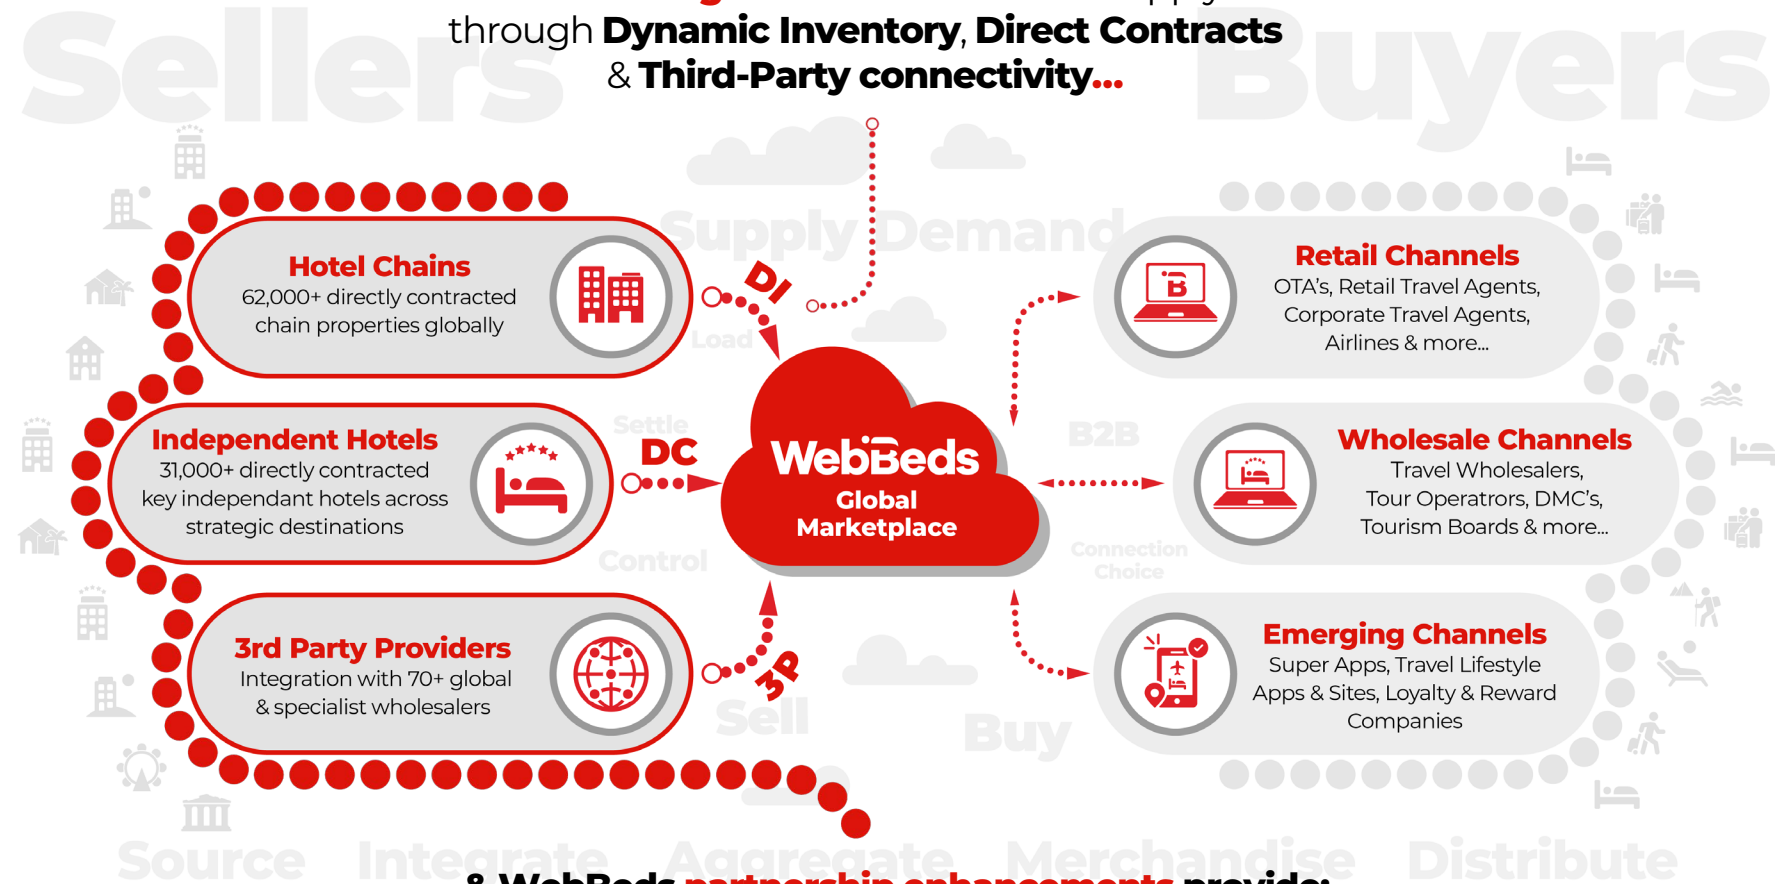 through Dynamic Inventory, Direct Contracts
& Third-Party connectivity...
Sellers
Buyers
Supply Demand
Hotel Chains
62,000+ directly contracted
chain properties globally
DI
Load
Independent Hotels
31,000+ directly contracted
key independant hotels across
strategic destinations
Settle
DC
Control
3rd Party Providers
Integration with 70+ global
& specialist wholesalers
3P
Sell
WebBeds
Global
Marketplace
B2B
Connection
Choice
Buy
B
Retail Channels
OTA's, Retail Travel Agents,
Corporate Travel Agents,
Airlines & more...
Wholesale Channels
Travel Wholesalers,
Tour Operatrors, DMC's,
Tourism Boards & more...
Emerging Channels
Super Apps, Travel Lifestyle
Apps & Sites, Loyalty & Reward
Companies
Source Integrate Aggregate Merchandise Distribute
& WebBeds partnership enhancements provide: